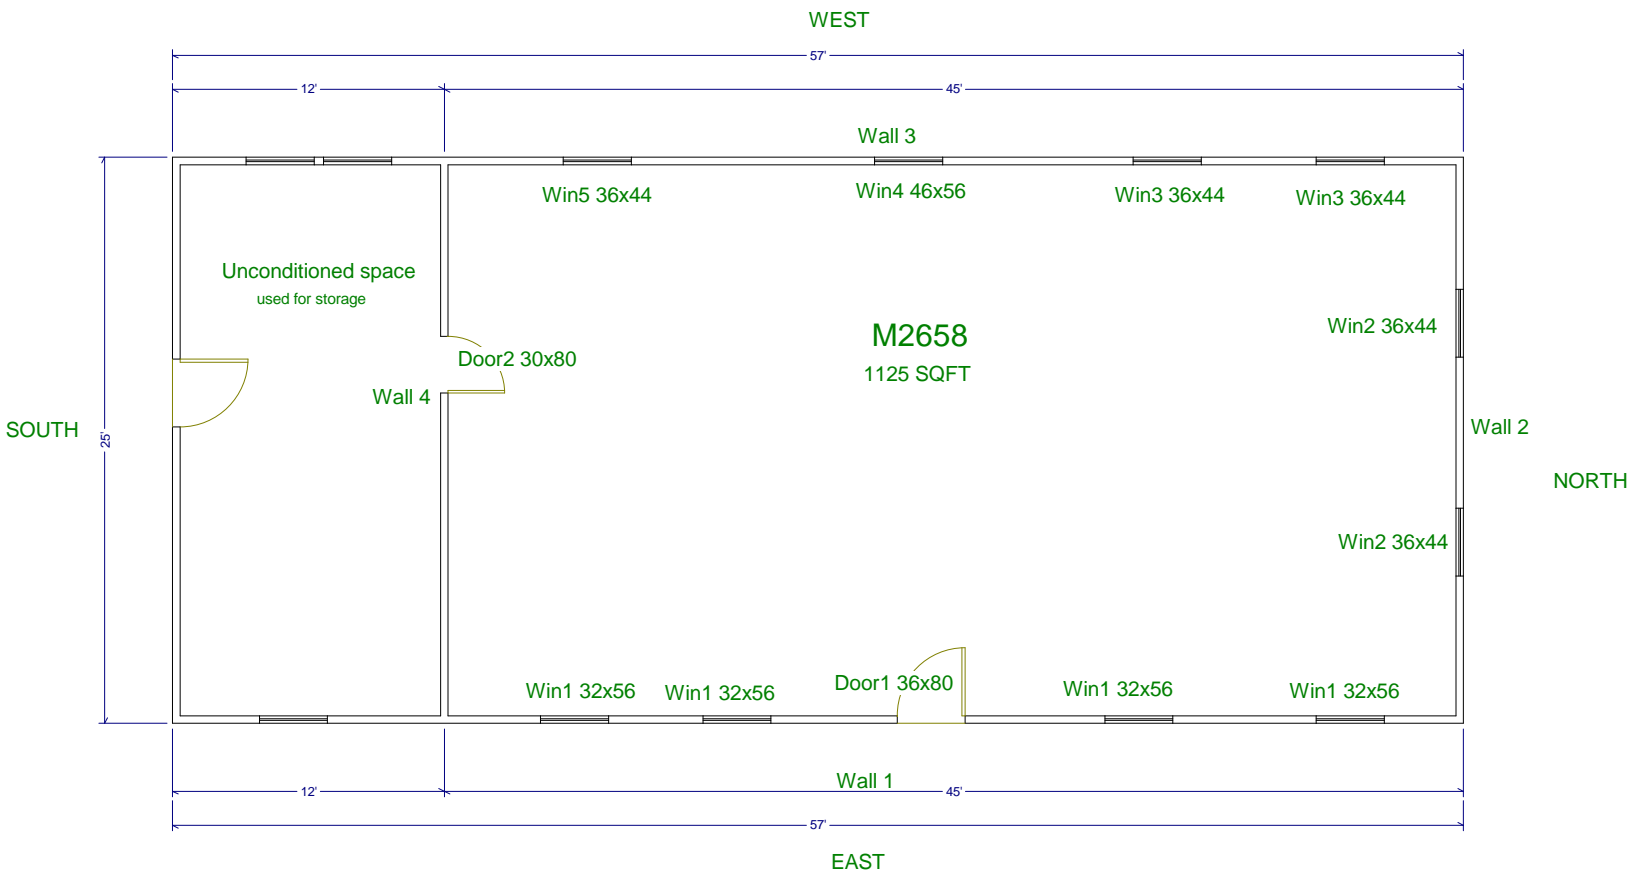 WEST
57'
12'
45'
Wall 3
Win5 36x44
Win4 46x56
Win3 36x44
Win3 36x44
Unconditioned space
used for storage
M2658
1125 SQFT
Win2 36x44
Door2 30x80
Wall 4
SOUTH
25'
Wall 2
NORTH
Win2 36x44
Win1 32x56
Win1 32x56
Door1 36x80
Win1 32x56
Win1 32x56
Wall 1
12'
45'
57'
EAST